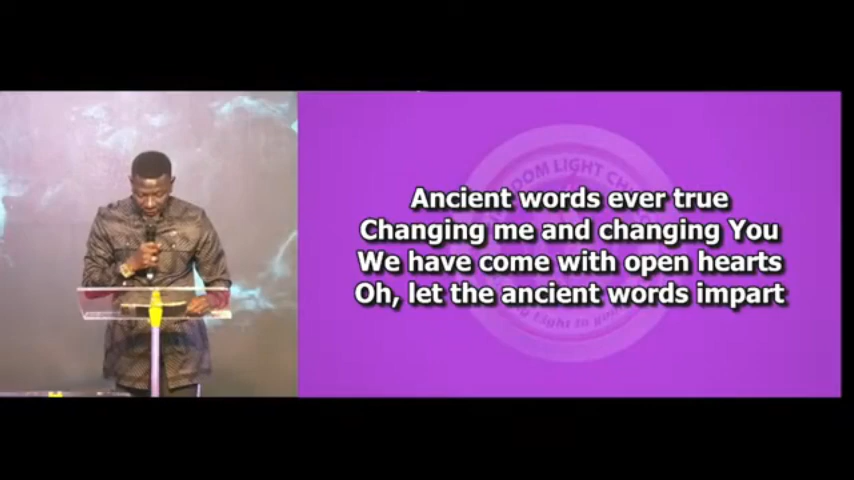 Ancient words ever true
Changing me and changing You
We have come with open hearts
Oh, let the ancient words impart
LIGHT